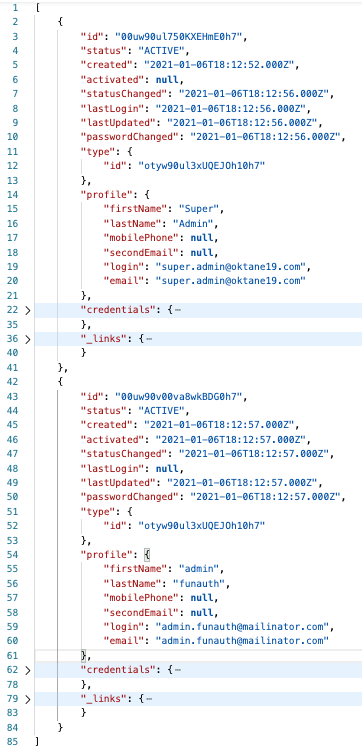 1 [
2 {
3 "id": "00uw90ul750KXEHmE0h7",
4 "status": "ACTIVE",
5 "created": "2021-01-06T18:12:52.000Z",
6 "activated": null,
7 "statusChanged": "2021-01-06T18:12:56.000Z",
8 "lastLogin": "2021-01-06T18:12:56.000Z",
9 "lastUpdated": "2021-01-06T18:12:56.000Z",
10 "passwordChanged": "2021-01-06T18:12:56.000Z",
11 "type": {
12 "id": "otyw90ul3xUQEJOh10h7"
13 },
14 "profile": {
15 "firstName": "Super",
16 "lastName": "Admin",
17 "mobilePhone": null,
18 "secondEmail": null,
19 "login": "super.admin@oktane19.com",
20 "email": "super.admin@oktane19.com"
21 },
22 > "credentials": {–
35 },
36 > "_links": {–
40 }
41 },
42 {
43 "id": "00uw90v00va8wkBDG0h7",
44 "status": "ACTIVE",
45 "created": "2021-01-06T18:12:57.000Z",
46 "activated": "2021-01-06T18:12:57.000Z",
47 "statusChanged": "2021-01-06T18:12:57.000Z",
48 "lastLogin": null,
49 "lastUpdated": "2021-01-06T18:12:57.000Z",
50 "passwordChanged": "2021-01-06T18:12:57.000Z",
51 "type": {
52 "id": "otyw90ul3xUQEJOh10h7"
53 },
54 "profile": {
55 "firstName": "admin",
56 "lastName": "funauth",
57 "mobilePhone": null,
58 "secondEmail": null,
59 "login": "admin.funauth@mailinator.com",
60 "email": "admin.funauth@mailinator.com"
61 },
62 > "credentials": {–
78 },
79 > "_links": {–
83 }
84 }
85 ]